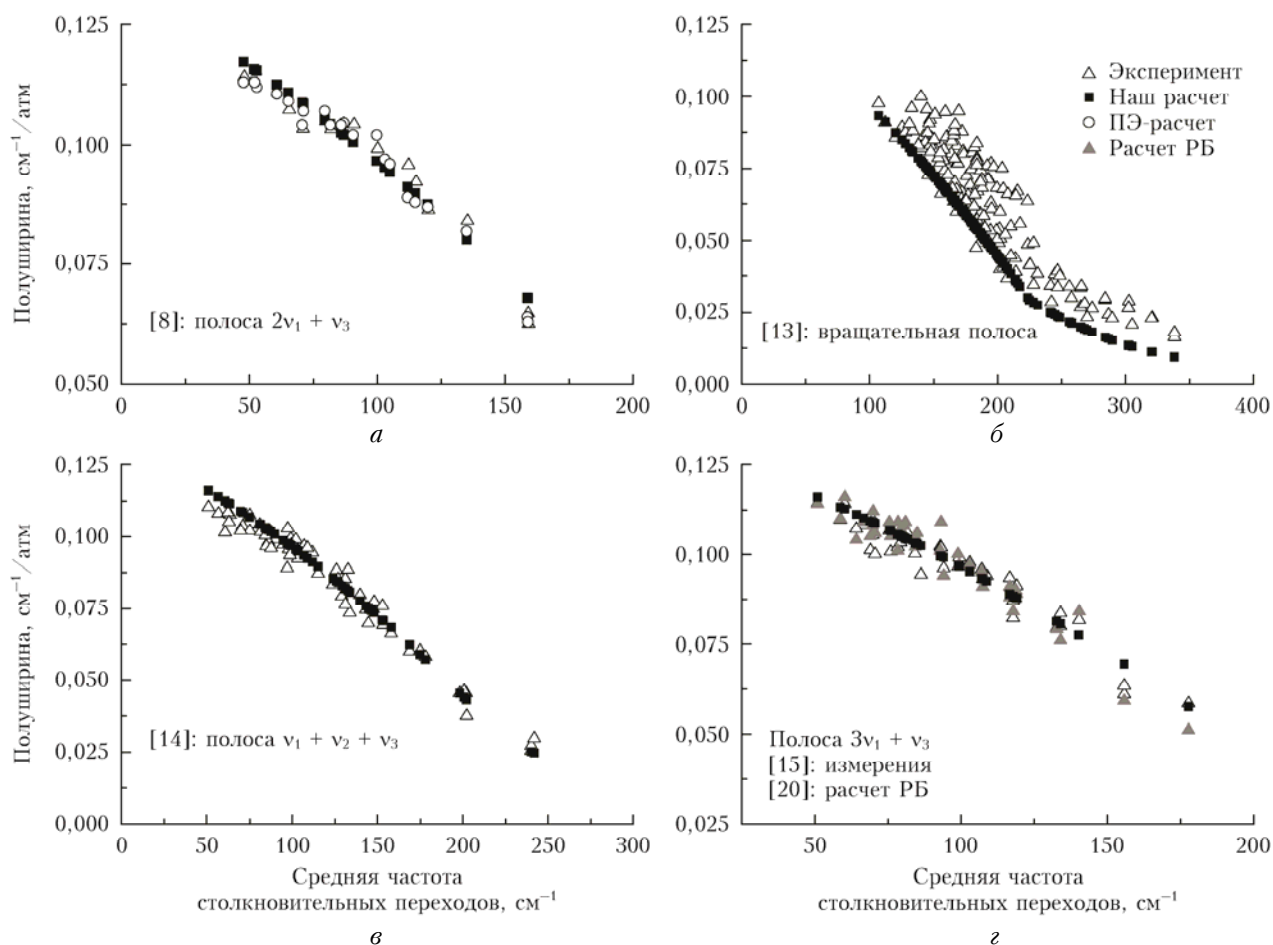 Полуширина, см⁻¹/атм
0,125
0,100
0,075
0,050
[8]: полоса 2ν₁ + ν₃
0
50
100
150
200
а
0,125
0,100
0,075
0,050
0,025
0,000
Эксперимент
Наш расчет
ПЭ-расчет
Расчет РБ
[13]: вращательная полоса
0
100
200
300
400
б
Полуширина, см⁻¹/атм
0,125
0,100
0,075
0,050
0,025
0,000
[14]: полоса ν₁ + ν₂ + ν₃
0
50
100
150
200
250
300
Средняя частота
столкновительных переходов, см⁻¹
в
0,125
0,100
0,075
0,050
0,025
Полоса 3ν₁ + ν₃
[15]: измерения
[20]: расчет РБ
50
100
150
200
Средняя частота
столкновительных переходов, см⁻¹
г